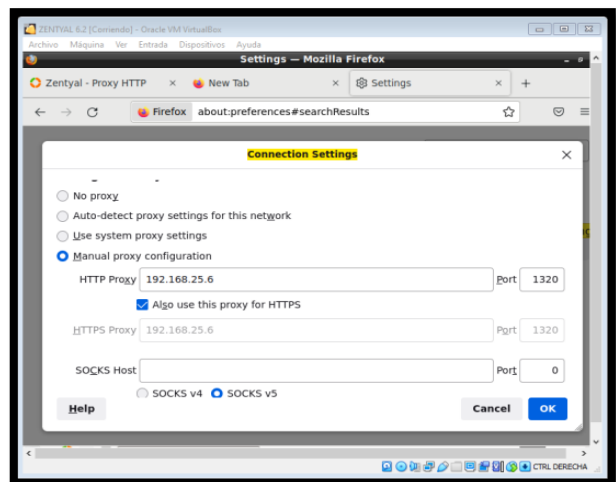 ZENTYAL 6.2 [Corriendo] - Oracle VM VirtualBox
Archivo Máquina Ver Entrada Dispositivos Ayuda
Settings — Mozilla Firefox
Zentyal - Proxy HTTP × New Tab × Settings × +
Firefox about:preferences#searchResults
Connection Settings
No proxy
Auto-detect proxy settings for this network
Use system proxy settings
Manual proxy configuration
HTTP Proxy 192.168.25.6 Port 1320
Also use this proxy for HTTPS
HTTPS Proxy 192.168.25.6 Port 1320
SOCKS Host Port 0
SOCKS v4 SOCKS v5
Help Cancel OK
CTRL DERECHA